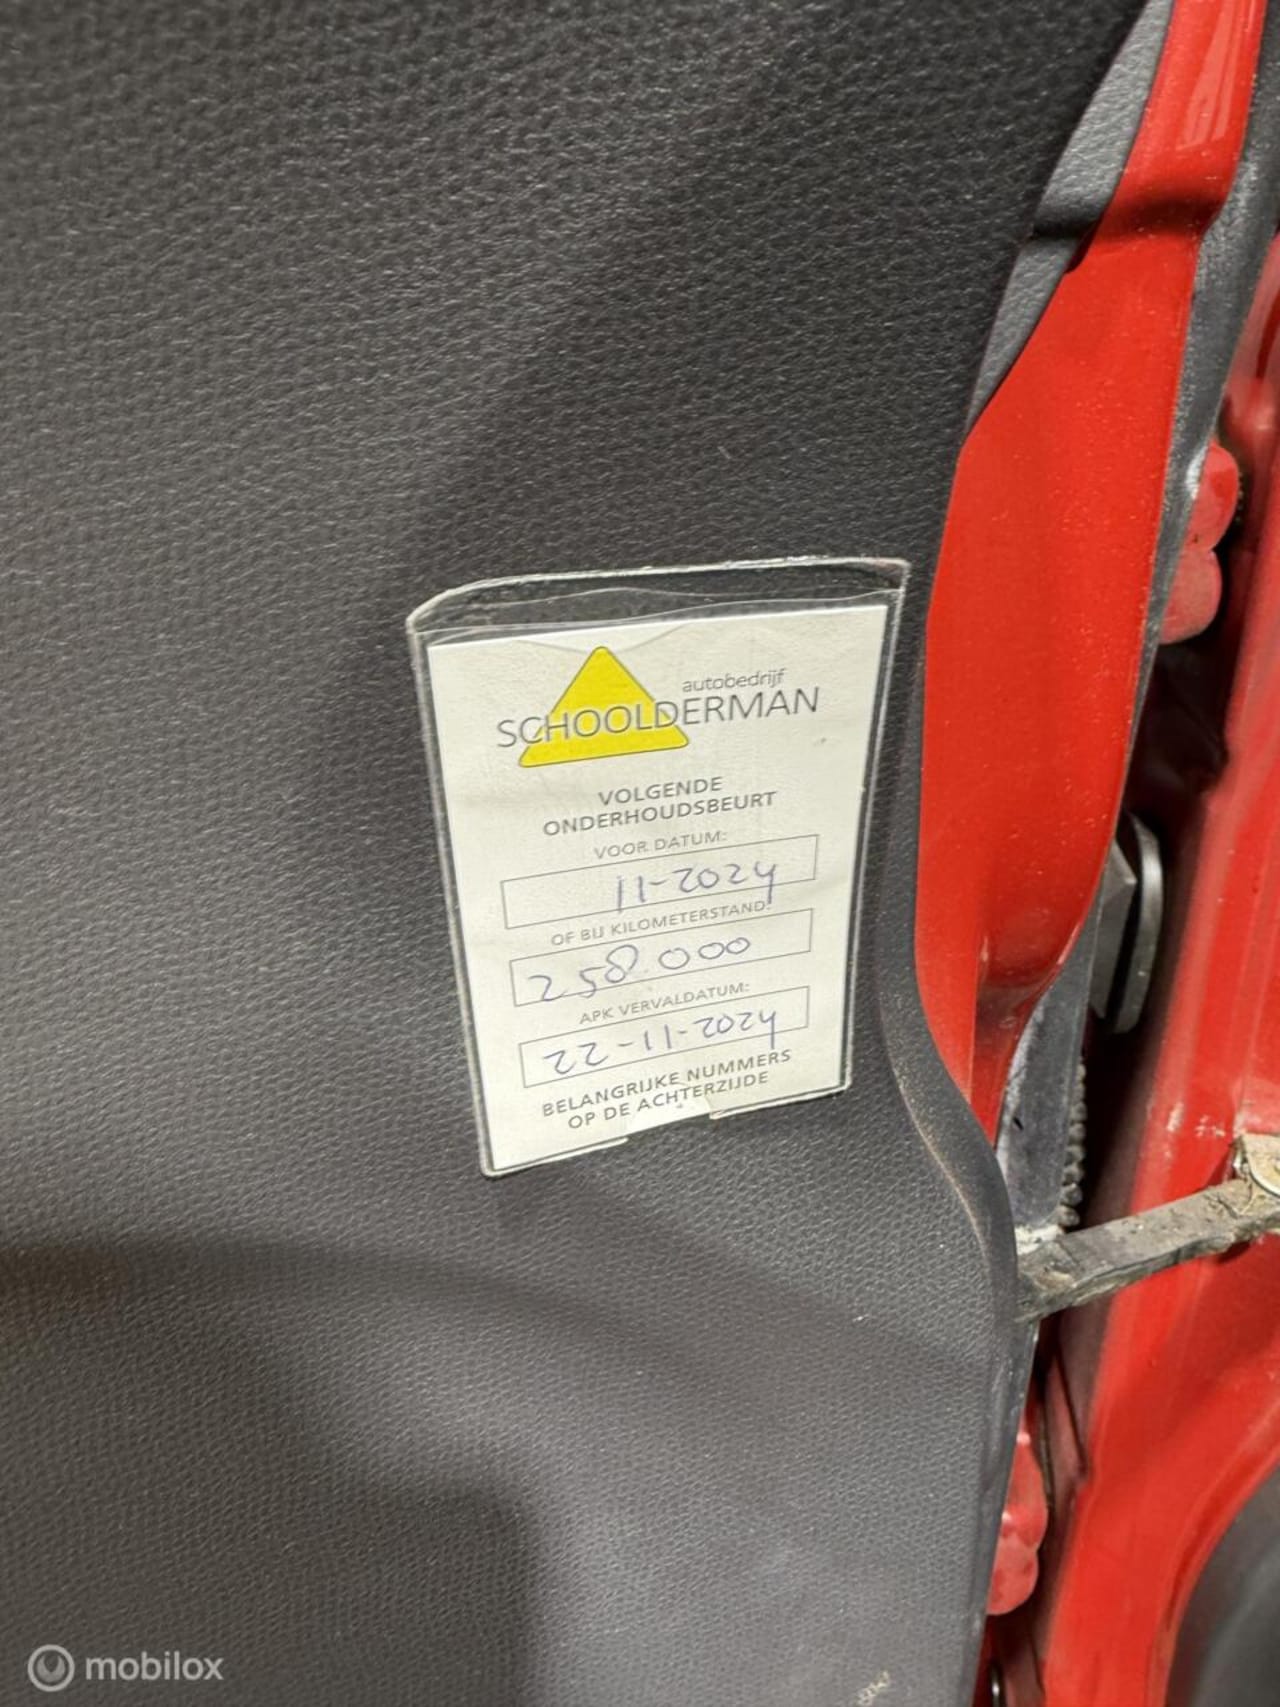 autobedrijf
SCHOOLDERMAN
VOLGENDE
ONDERHOUDSBEURT
VOOR DATUM:
11-2024
OF BIJ KILOMETERSTAND:
258.000
APK VERVALDATUM:
22-11-2024
BELANGRIJKE NUMMERS
OP DE ACHTERZIJDE
mobilox